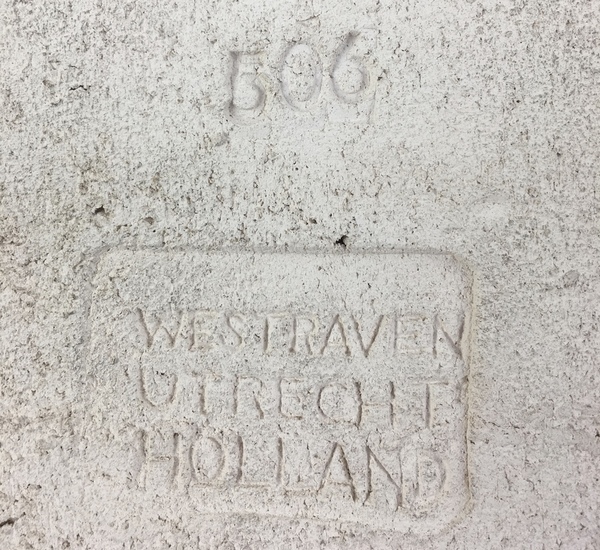 506
WESTRAVEN
UTRECHT
HOLLAND